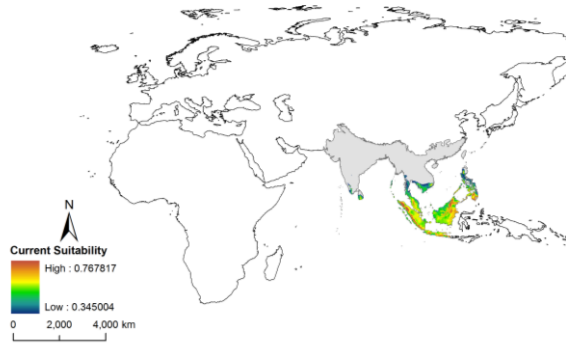 N
Current Suitability
High : 0.767817
Low : 0.345004
0 2,000 4,000 km